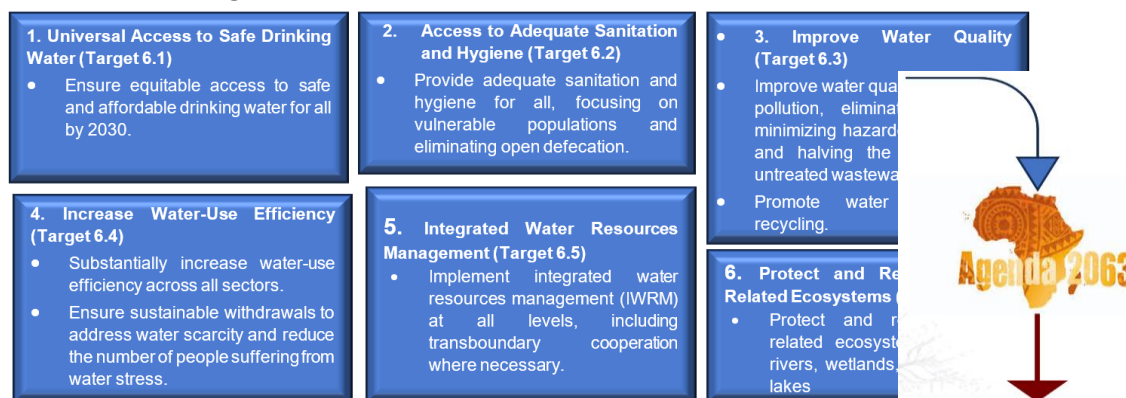 1. Universal Access to Safe Drinking
Water (Target 6.1)
● Ensure equitable access to safe
and affordable drinking water for all
by 2030.
2. Access to Adequate Sanitation
and Hygiene (Target 6.2)
● Provide adequate sanitation and
hygiene for all, focusing on
vulnerable populations and
eliminating open defecation.
● 3. Improve Water Quality
(Target 6.3)
● Improve water
pollution,
minimizing
and halving the
untreated
● Promote water
recycling.
4. Increase Water-Use Efficiency
(Target 6.4)
● Substantially increase water-use
efficiency across all sectors.
● Ensure sustainable withdrawals to
address water scarcity and reduce
the number of people suffering from
water stress.
5. Integrated Water Resources
Management (Target 6.5)
● Implement integrated water
resources management (IWRM)
at all levels, including
transboundary cooperation
where necessary.
6. Protect and
Related Ecosystems
● Protect and
related
rivers, wetlands,
lakes
Agenda 2063